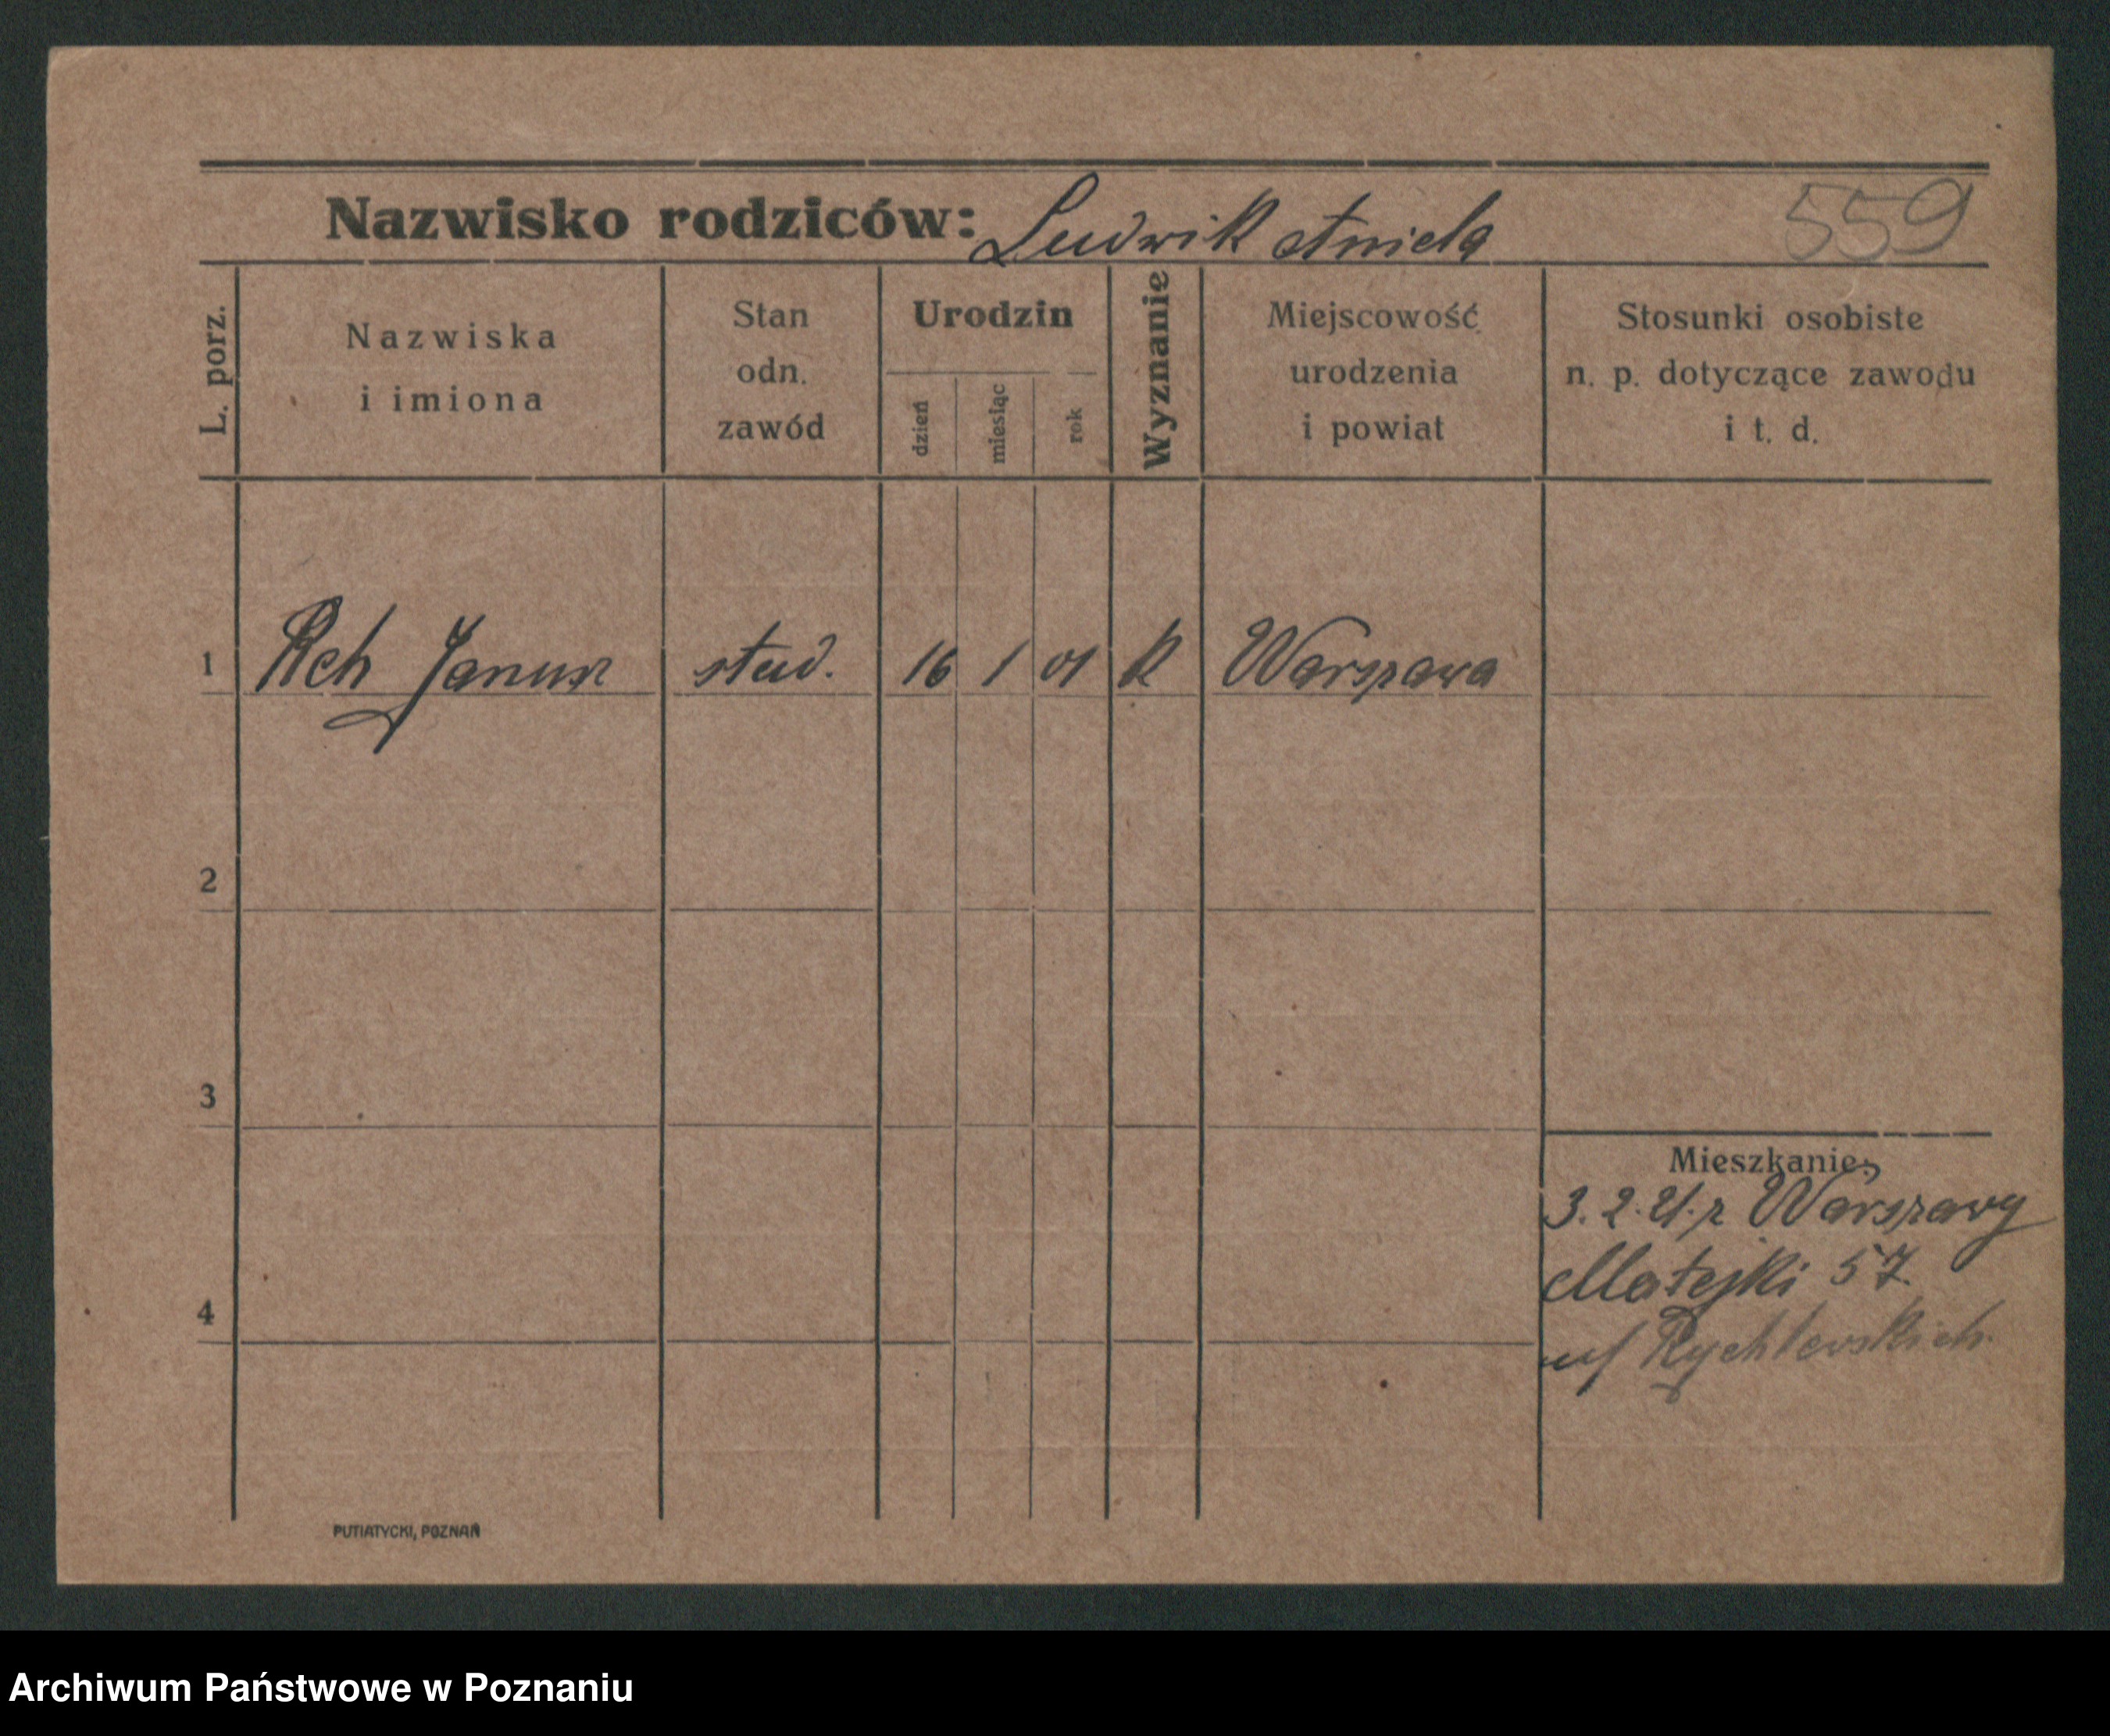 Nazwisko rodziców: Ludwik Aniela 559
L. porz.
Nazwiska
i imiona
Stan
odn.
zawód
Urodzin
dzień
miesiąc
rok
Wyznanie
Miejscowość
urodzenia
i powiat
Stosunki osobiste
n. p. dotyczące zawodu
i t. d.
1 Rch Janusz stud. 16 1 01 k Warszawa
2
3
4
Mieszkanie:
3. 2. 21. z Warszawy
Matejki 57.
u/ Rychlewskich.
PUTIATYCKI, POZNAŃ
Archiwum Państwowe w Poznaniu